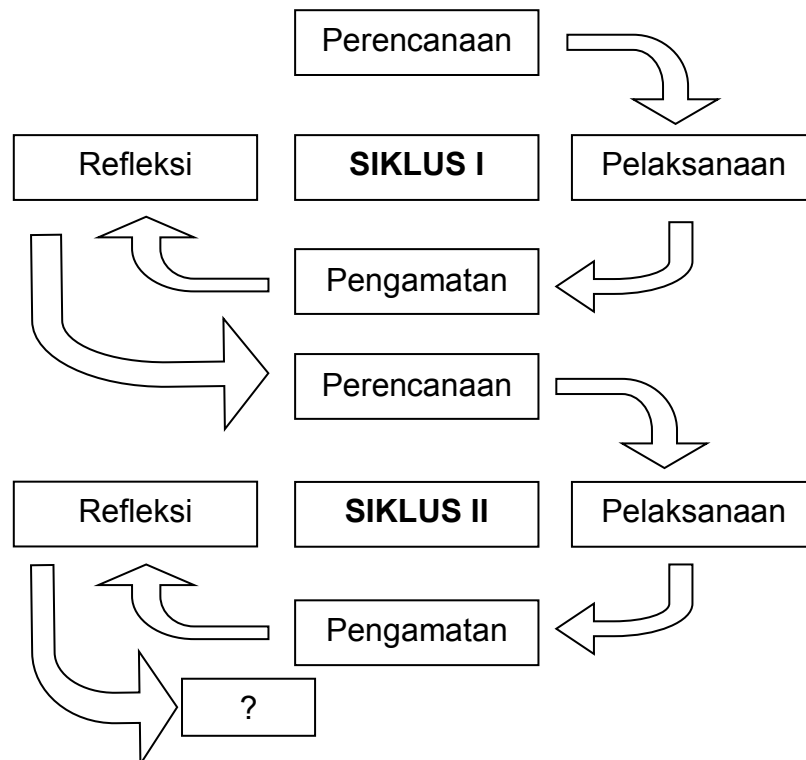 Perencanaan
Refleksi
SIKLUS I
Pelaksanaan
Pengamatan
Perencanaan
Refleksi
SIKLUS II
Pelaksanaan
Pengamatan
?